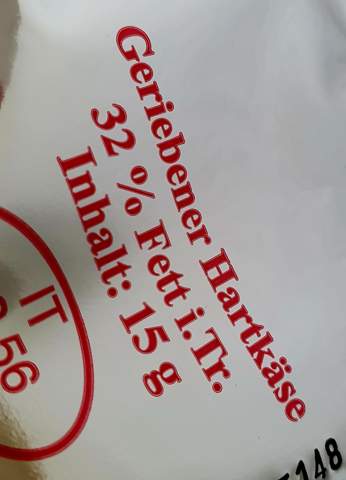 Geriebener Hartkäse
32 % Fett i.Tr.
Inhalt: 15 g
IT
56
148